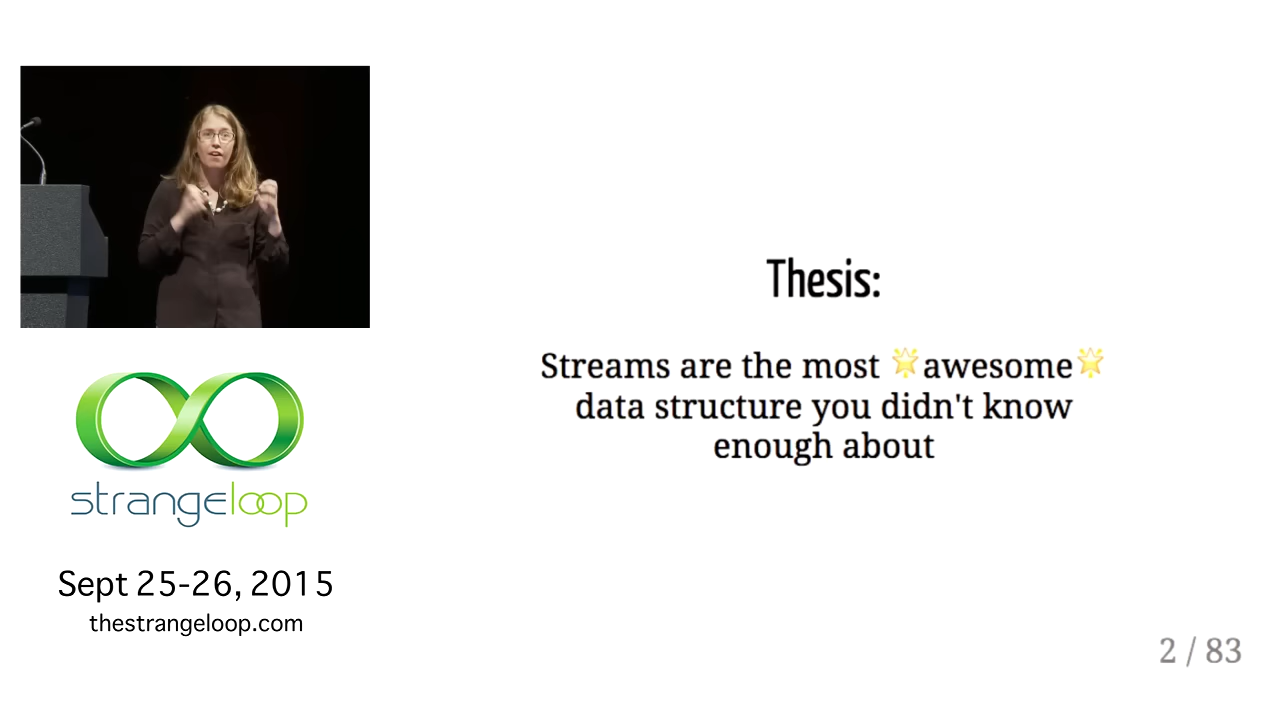 Thesis:
Streams are the most 🌟awesome🌟
data structure you didn't know
enough about
strangeloop
Sept 25-26, 2015
thestrangeloop.com
2 / 83